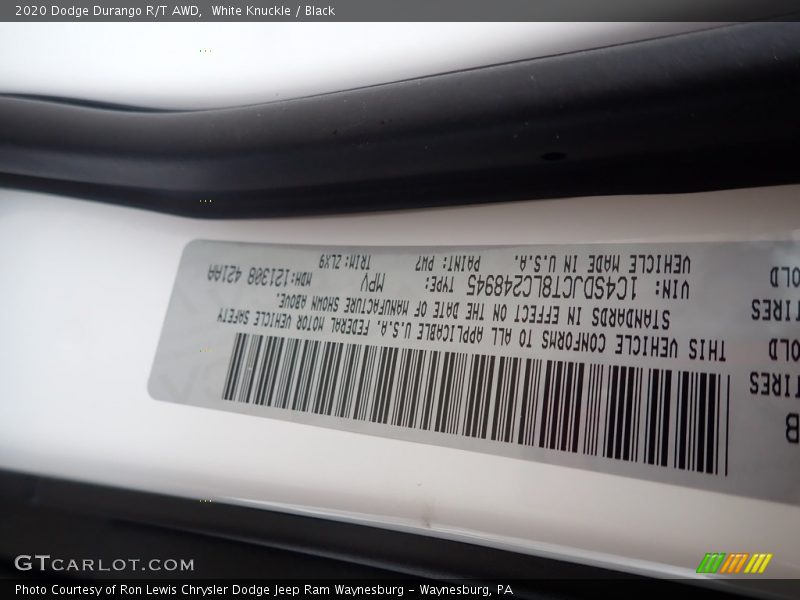 2020 Dodge Durango R/T AWD,  White Knuckle / Black
THIS VEHICLE CONFORMS TO ALL APPLICABLE U.S.A. FEDERAL MOTOR VEHICLE SAFETY
STANDARDS IN EFFECT ON THE DATE OF MANUFACTURE SHOWN ABOVE.
VIN: 1C4SDJCT8LC248945 TYPE: MPV MDH:121308 421AA
VEHICLE MADE IN U.S.A. PAINT: PW7 TRIM: ZLX9
TIRES
OLD
TIRES
OLD
GTCARLOT.COM
Photo Courtesy of Ron Lewis Chrysler Dodge Jeep Ram Waynesburg – Waynesburg, PA